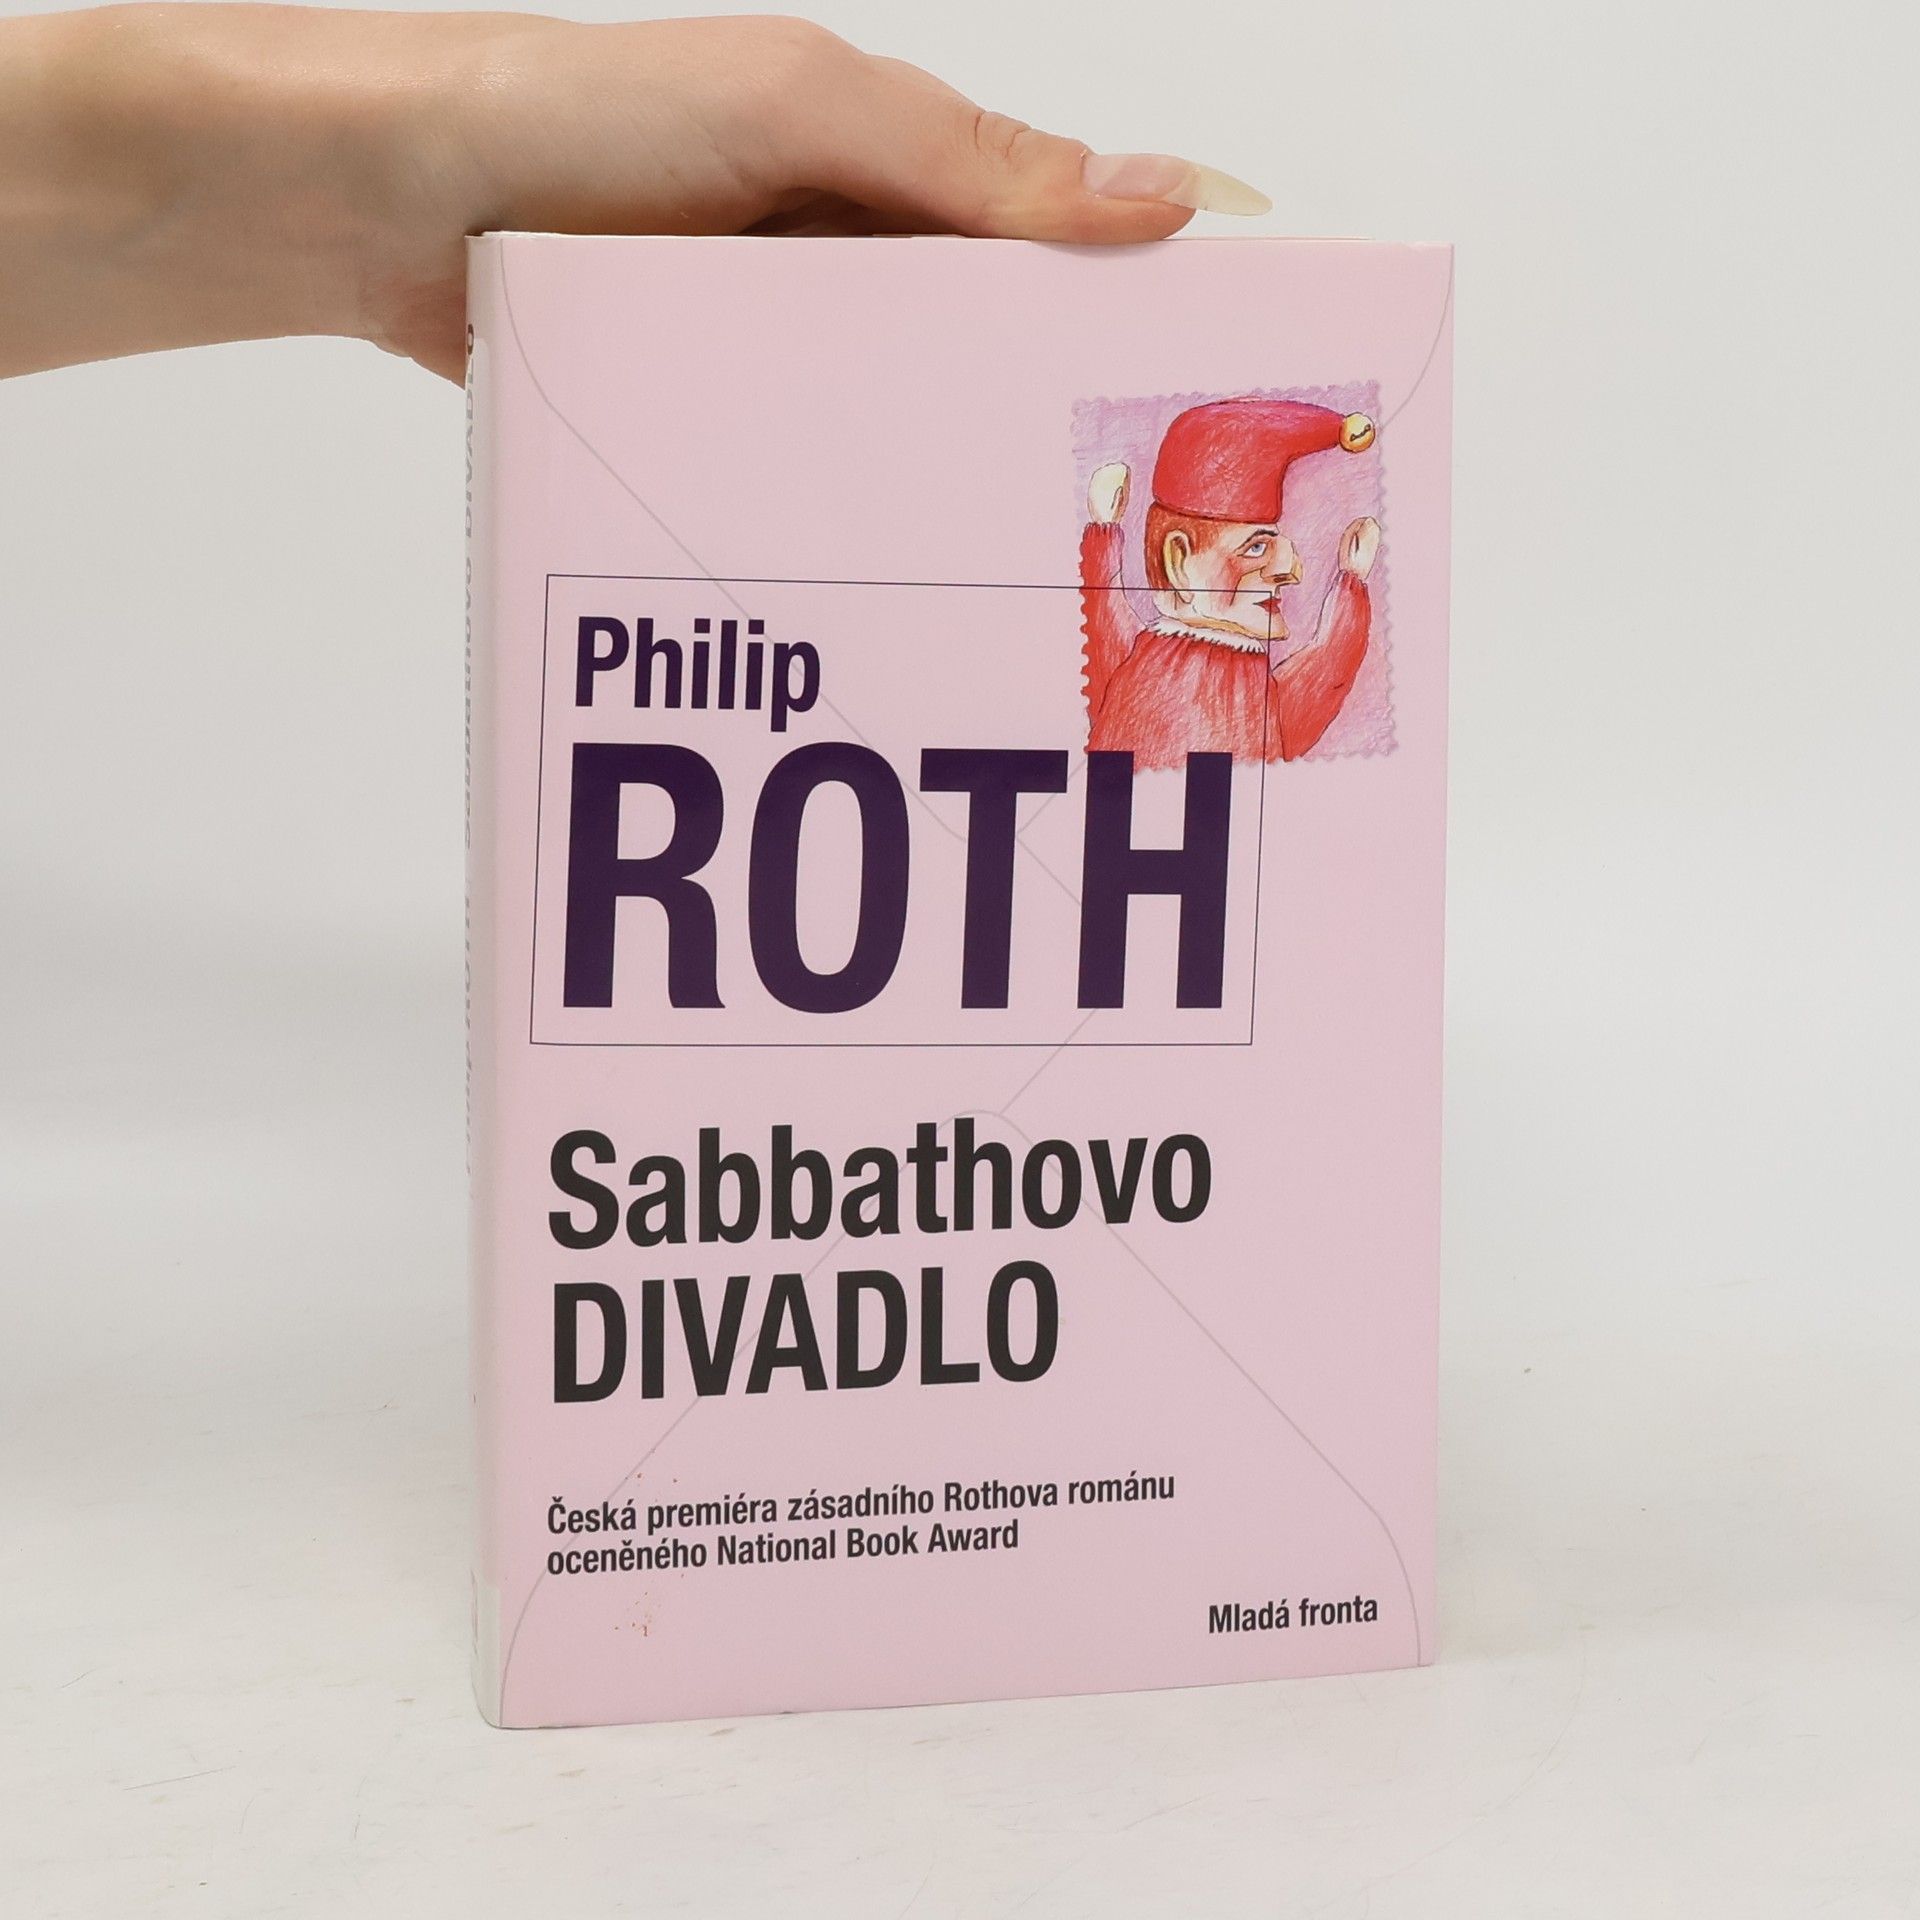 Philip
ROTH
Sabbathovo
DIVADLO
Česká premiéra zásadního Rothova románu
oceněného National Book Award
Mladá fronta